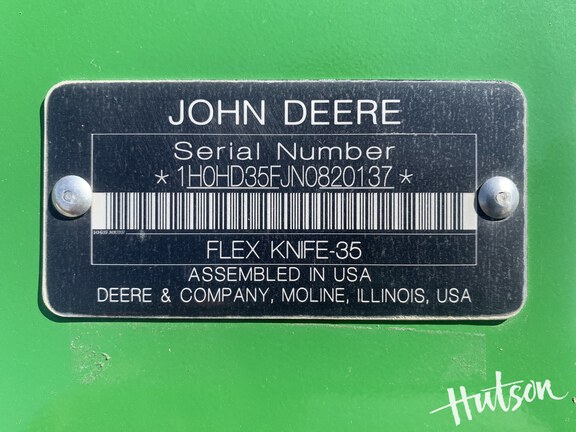 JOHN DEERE
Serial Number
*1H0HD35FJN0820137*
FLEX KNIFE-35
ASSEMBLED IN USA
DEERE & COMPANY, MOLINE, ILLINOIS, USA
Hutson